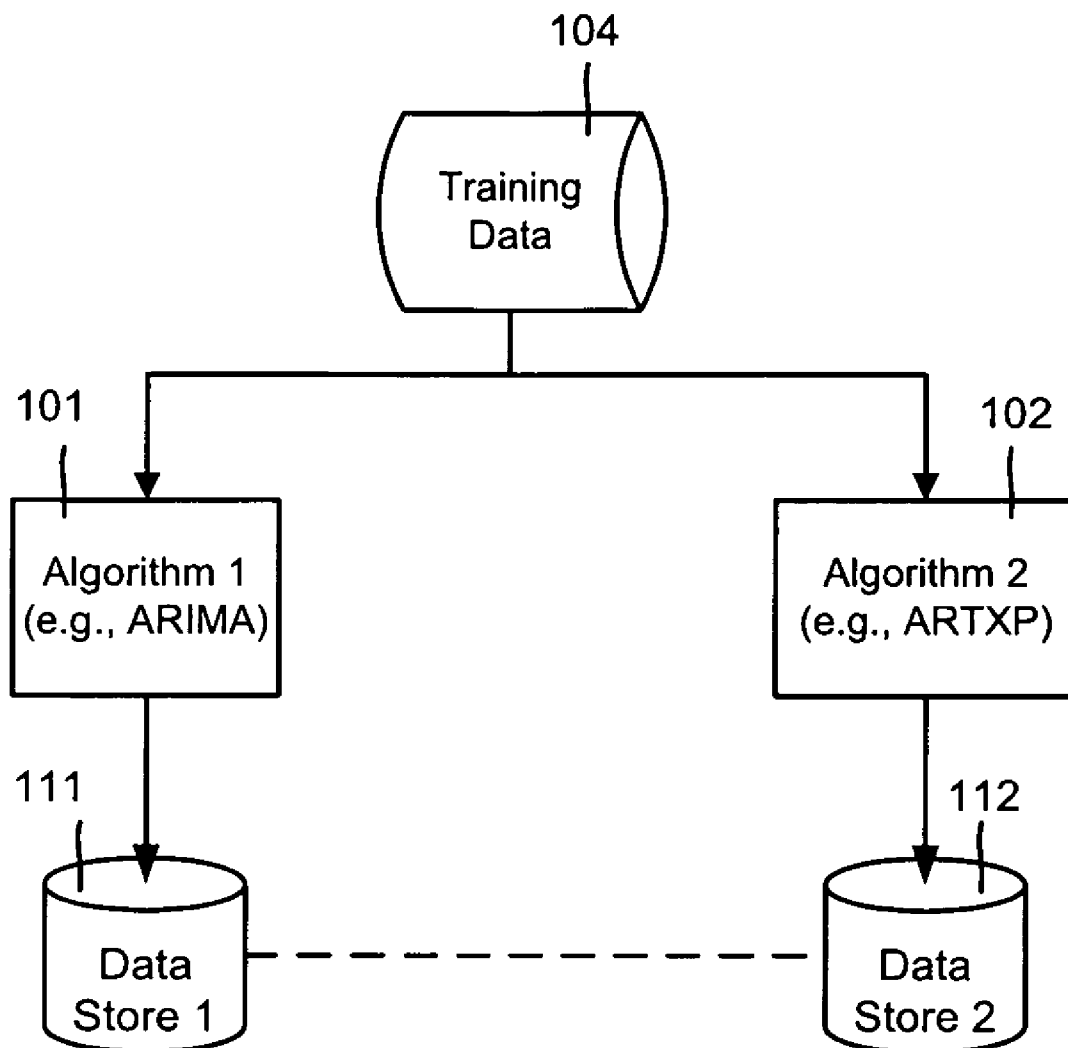 104
Training
Data
101
102
Algorithm 1
(e.g., ARIMA)
Algorithm 2
(e.g., ARTXP)
111
112
Data
Store 1
Data
Store 2